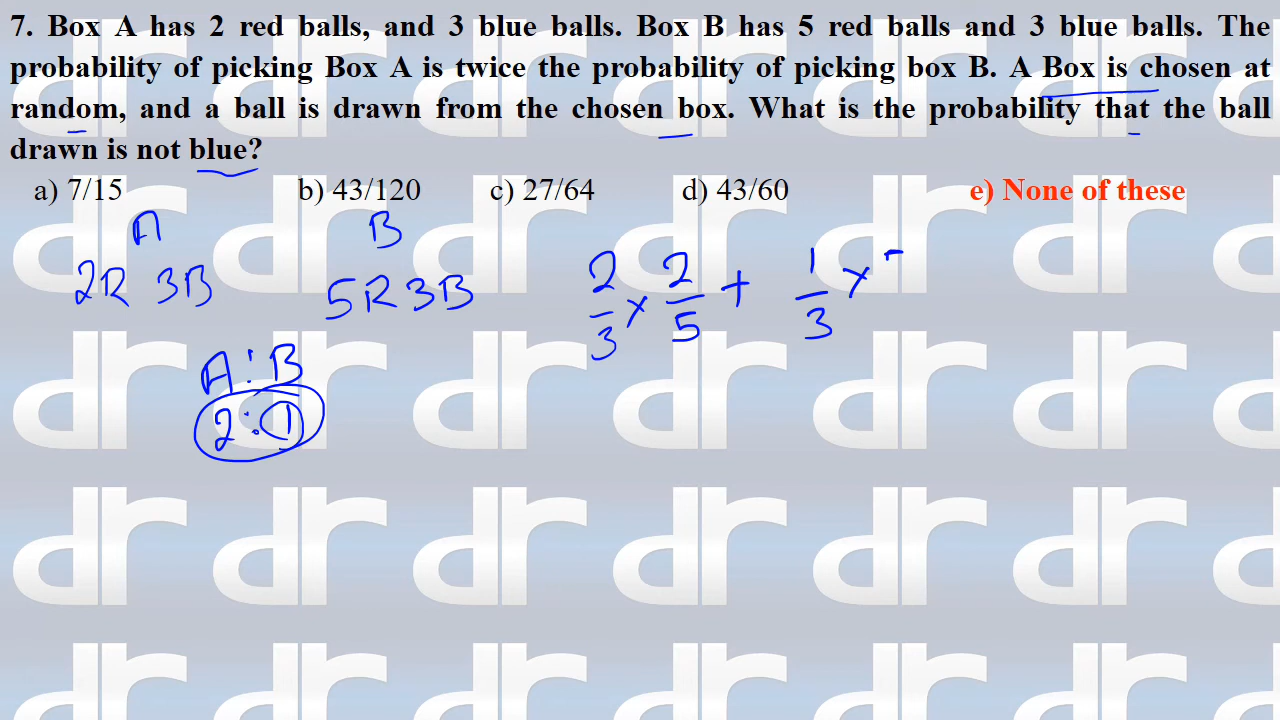 7. Box A has 2 red balls, and 3 blue balls. Box B has 5 red balls and 3 blue balls. The
probability of picking Box A is twice the probability of picking box B. A Box is chosen at
random, and a ball is drawn from the chosen box. What is the probability that the ball
drawn is not blue?
a) 7/15 b) 43/120 c) 27/64 d) 43/60 e) None of these
A B
2R 3B 5R 3B 2/3 x 2/5 + 1/3 x
A : B
2 : 1